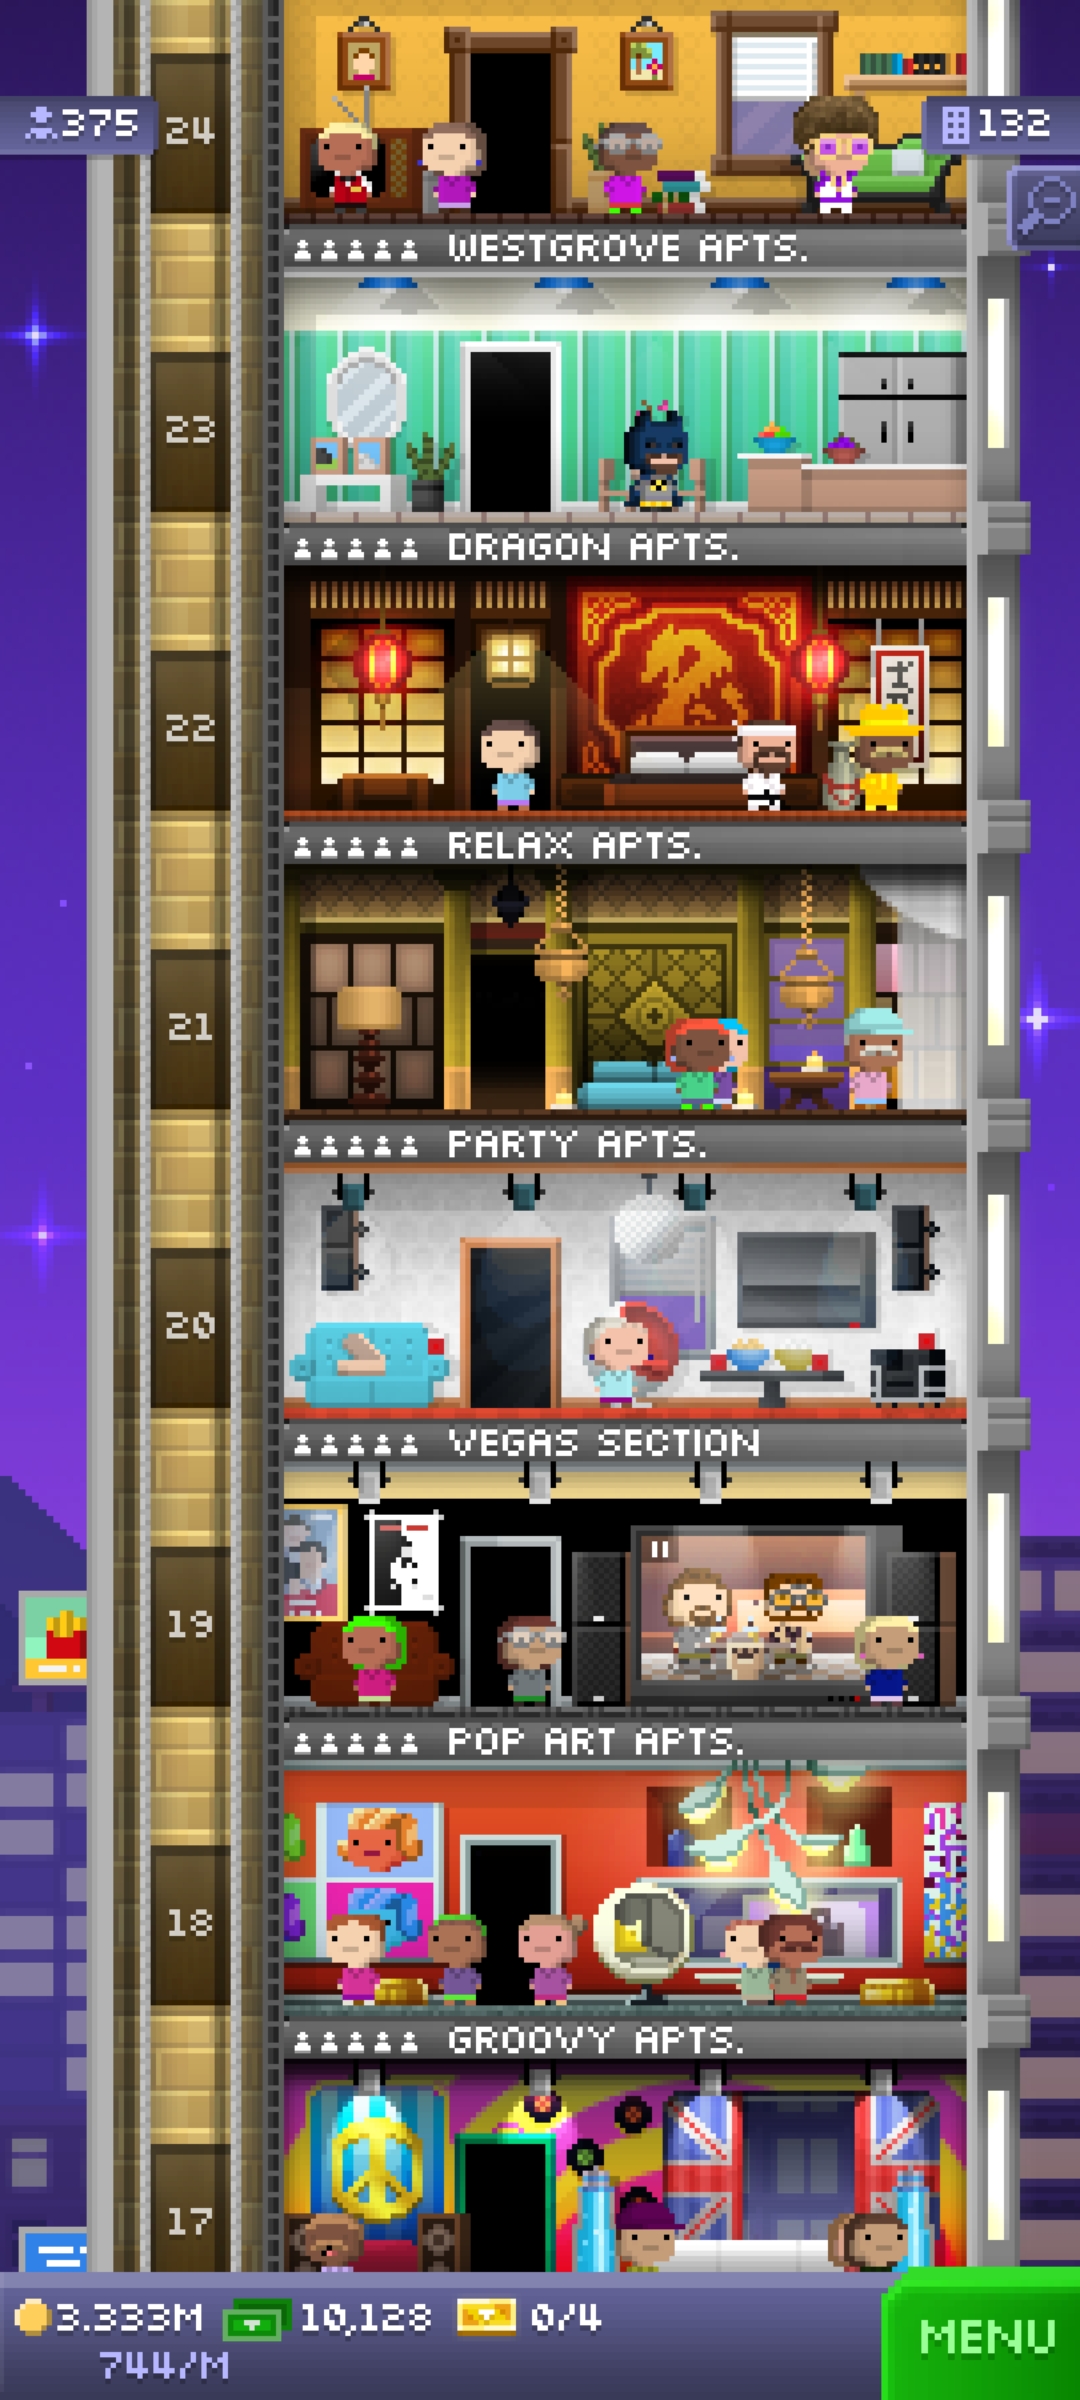 375
24
132
WESTGROVE APTS.
23
DRAGON APTS.
22
RELAX APTS.
21
PARTY APTS.
20
VEGAS SECTION
19
POP ART APTS.
18
GROOVY APTS.
17
3.333M 10,128 0/4
744/M
MENU